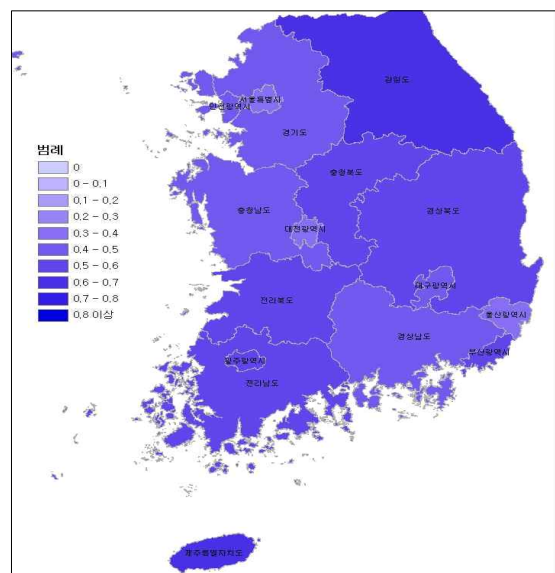 강원도
서울특별시
인천광역시
경기도
범례
0
0 - 0.1
0.1 - 0.2
0.2 - 0.3
0.3 - 0.4
0.4 - 0.5
0.5 - 0.6
0.6 - 0.7
0.7 - 0.8
0.8 이상
충청북도
충청남도
경상북도
대전광역시
대구광역시
전라북도
울산광역시
경상남도
부산광역시
광주광역시
전라남도
제주특별자치도